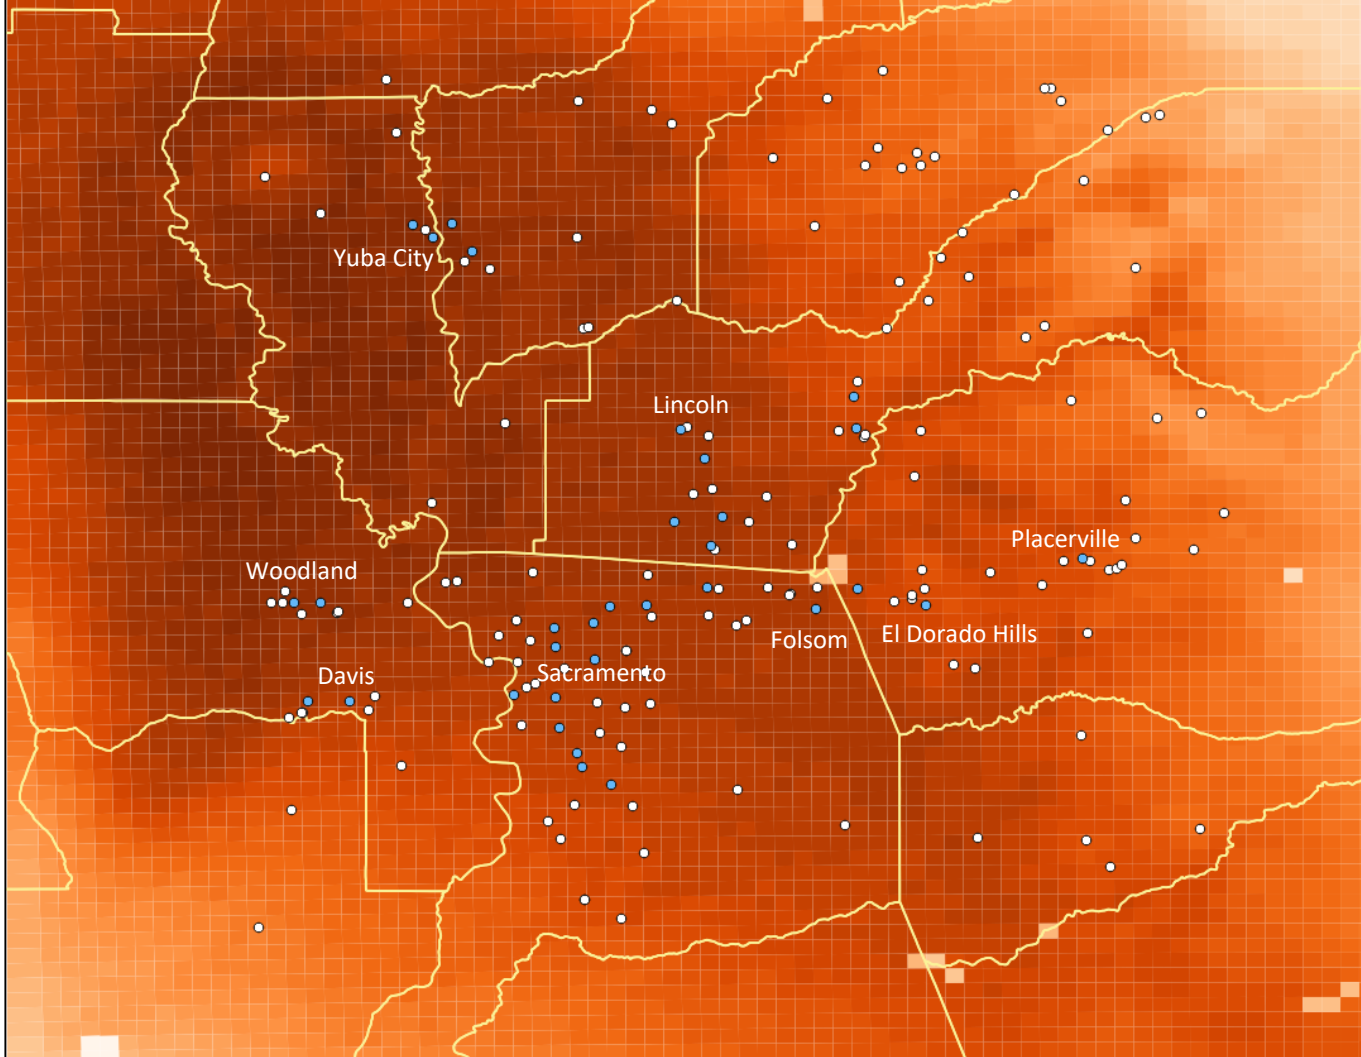 Yuba City
Lincoln
Placerville
Woodland
Folsom
El Dorado Hills
Sacramento
Davis